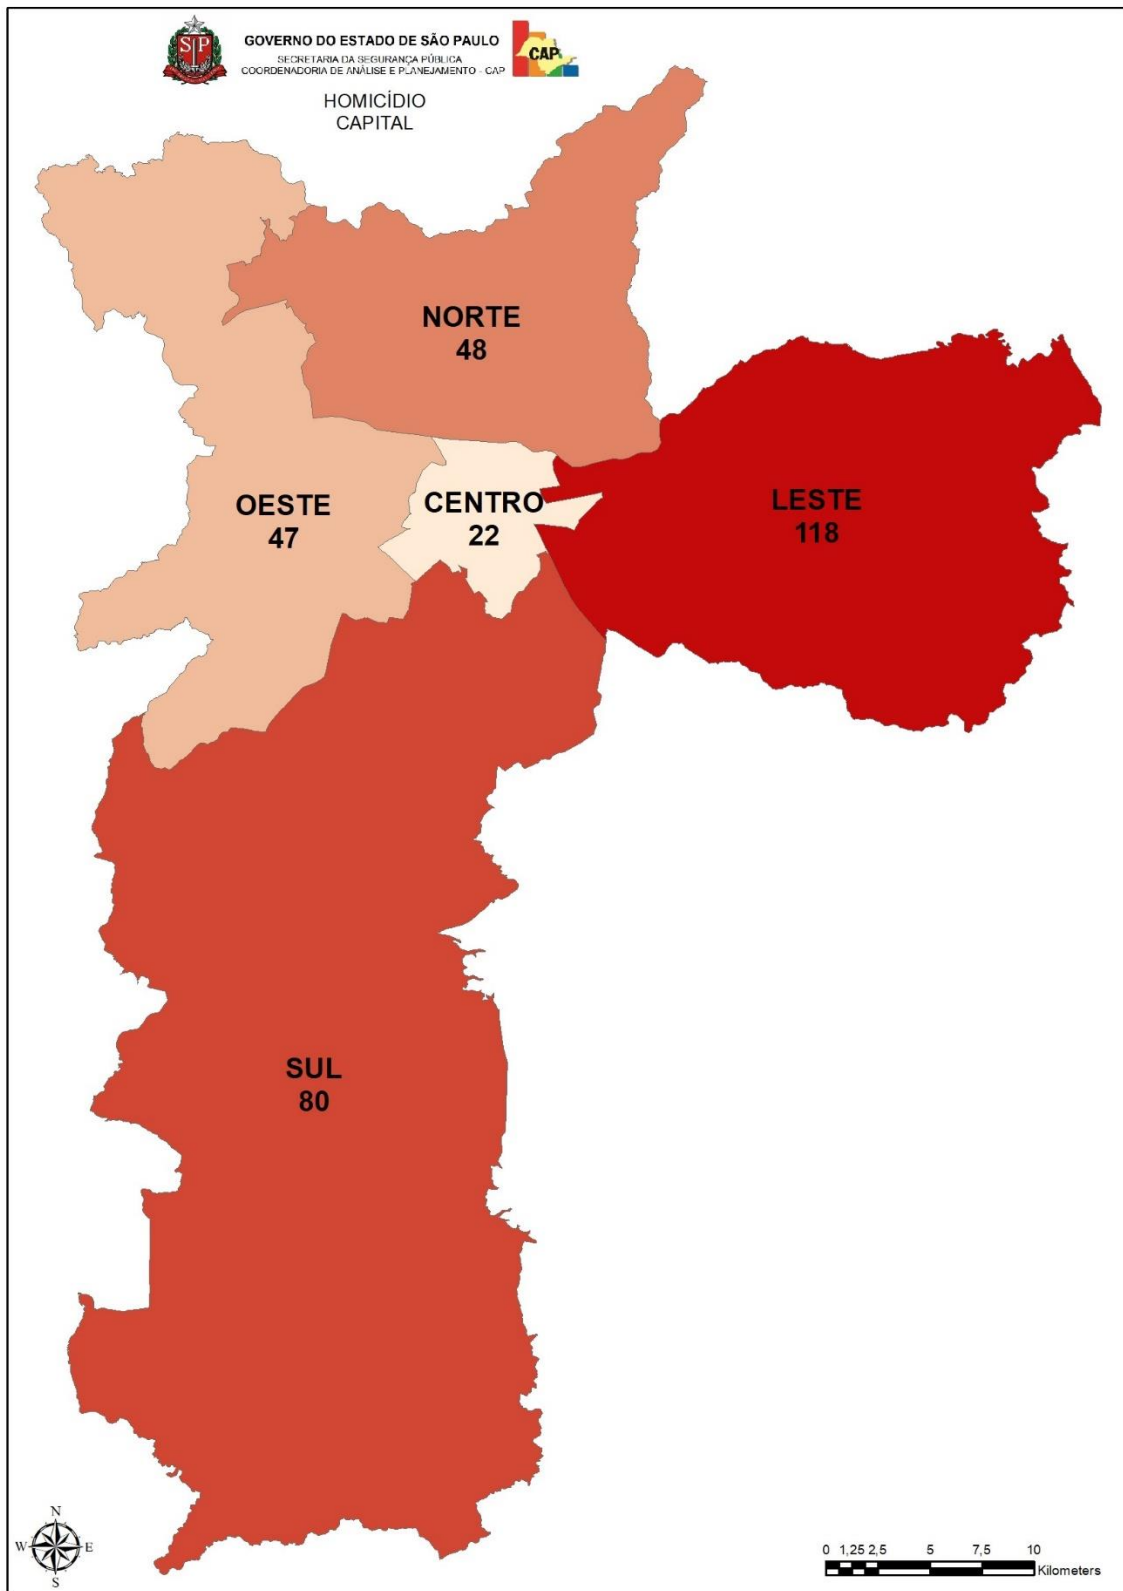 SP
GOVERNO DO ESTADO DE SÃO PAULO
SECRETARIA DA SEGURANÇA PÚBLICA
COORDENADORIA DE ANÁLISE E PLANEJAMENTO - CAP
CAP
HOMICÍDIO
CAPITAL
NORTE
48
OESTE
47
CENTRO
22
LESTE
118
SUL
80
N
W E
S
0 1,25 2,5 5 7,5 10
Kilometers